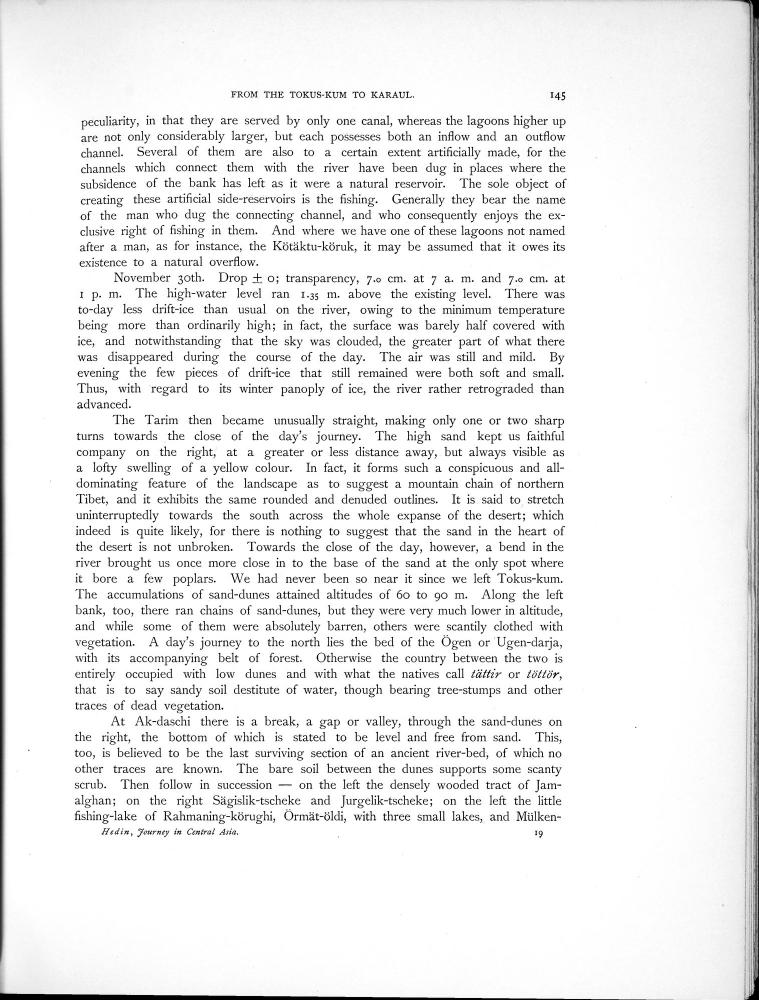 FROM THE TOKUS-KUM TO KARAUL. 145
peculiarity, in that they are served by only one canal, whereas the lagoons higher up
are not only considerably larger, but each possesses both an inflow and an outflow
channel. Several of them are also to a certain extent artificially made, for the
channels which connect them with the river have been dug in places where the
subsidence of the bank has left as it were a natural reservoir. The sole object of
creating these artificial side-reservoirs is the fishing. Generally they bear the name
of the man who dug the connecting channel, and who consequently enjoys the ex-
clusive right of fishing in them. And where we have one of these lagoons not named
after a man, as for instance, the Kötäktu-köruk, it may be assumed that it owes its
existence to a natural overflow.
November 30th. Drop ± 0; transparency, 7.0 cm. at 7 a. m. and 7.0 cm. at
1 p. m. The high-water level ran 1.35 m. above the existing level. There was
to-day less drift-ice than usual on the river, owing to the minimum temperature
being more than ordinarily high; in fact, the surface was barely half covered with
ice, and notwithstanding that the sky was clouded, the greater part of what there
was disappeared during the course of the day. The air was still and mild. By
evening the few pieces of drift-ice that still remained were both soft and small.
Thus, with regard to its winter panoply of ice, the river rather retrograded than
advanced.
The Tarim then became unusually straight, making only one or two sharp
turns towards the close of the day's journey. The high sand kept us faithful
company on the right, at a greater or less distance away, but always visible as
a lofty swelling of a yellow colour. In fact, it forms such a conspicuous and all-
dominating feature of the landscape as to suggest a mountain chain of northern
Tibet, and it exhibits the same rounded and denuded outlines. It is said to stretch
uninterruptedly towards the south across the whole expanse of the desert; which
indeed is quite likely, for there is nothing to suggest that the sand in the heart of
the desert is not unbroken. Towards the close of the day, however, a bend in the
river brought us once more close in to the base of the sand at the only spot where
it bore a few poplars. We had never been so near it since we left Tokus-kum.
The accumulations of sand-dunes attained altitudes of 60 to 90 m. Along the left
bank, too, there ran chains of sand-dunes, but they were very much lower in altitude,
and while some of them were absolutely barren, others were scantily clothed with
vegetation. A day's journey to the north lies the bed of the Ögen or Ugen-darja,
with its accompanying belt of forest. Otherwise the country between the two is
entirely occupied with low dunes and with what the natives call tättir or töttör,
that is to say sandy soil destitute of water, though bearing tree-stumps and other
traces of dead vegetation.
At Ak-daschi there is a break, a gap or valley, through the sand-dunes on
the right, the bottom of which is stated to be level and free from sand. This,
too, is believed to be the last surviving section of an ancient river-bed, of which no
other traces are known. The bare soil between the dunes supports some scanty
scrub. Then follow in succession — on the left the densely wooded tract of Jam-
alghan; on the right Sägislik-tscheke and Jurgelik-tscheke; on the left the little
fishing-lake of Rahmaning-körughi, Örmät-öldi, with three small lakes, and Mülken-
Hedin, Journey in Central Asia. 19